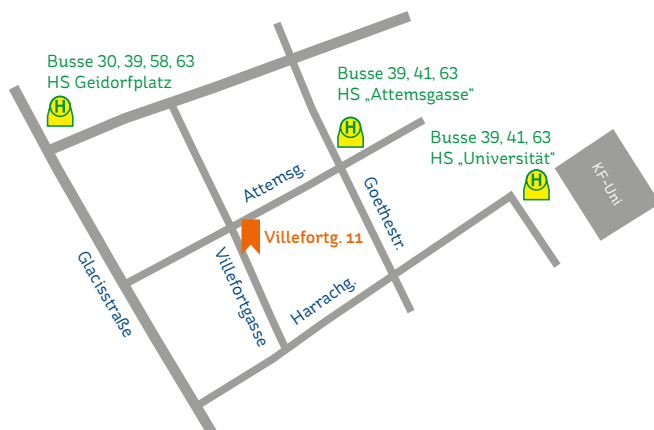 Busse 30, 39, 58, 63
HS Geidorfplatz
H
Busse 39, 41, 63
HS „Attemsgasse“
H
Busse 39, 41, 63
HS „Universität“
H
KF-Uni
Attemsg.
Goethestr.
Villefortg. 11
Villefortgasse
Glacisstraße
Harrachg.